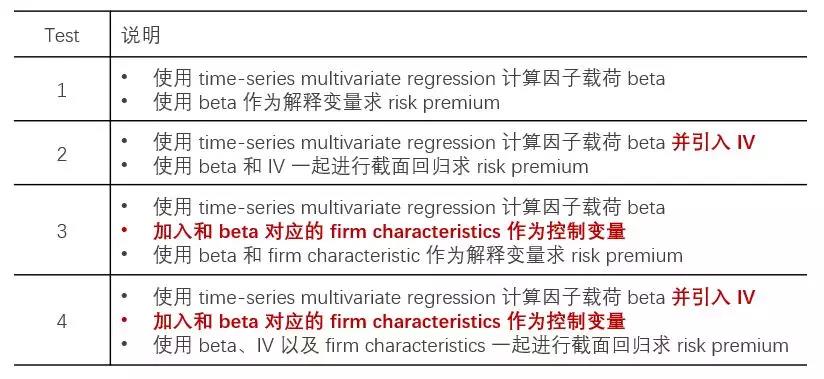 Test 说明
1
• 使用 time-series multivariate regression 计算因子载荷 beta
• 使用 beta 作为解释变量求 risk premium
2
• 使用 time-series multivariate regression 计算因子载荷 beta 并引入 IV
• 使用 beta 和 IV 一起进行截面回归求 risk premium
3
• 使用 time-series multivariate regression 计算因子载荷 beta
• 加入和 beta 对应的 firm characteristics 作为控制变量
• 使用 beta 和 firm characteristic 作为解释变量求 risk premium
4
• 使用 time-series multivariate regression 计算因子载荷 beta 并引入 IV
• 加入和 beta 对应的 firm characteristics 作为控制变量
• 使用 beta、IV 以及 firm characteristics 一起进行截面回归求 risk premium